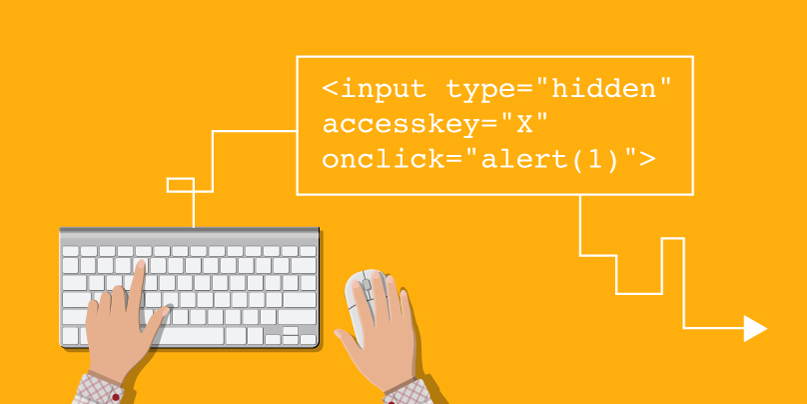 <input type="hidden"
accesskey="X"
onclick="alert(1)">